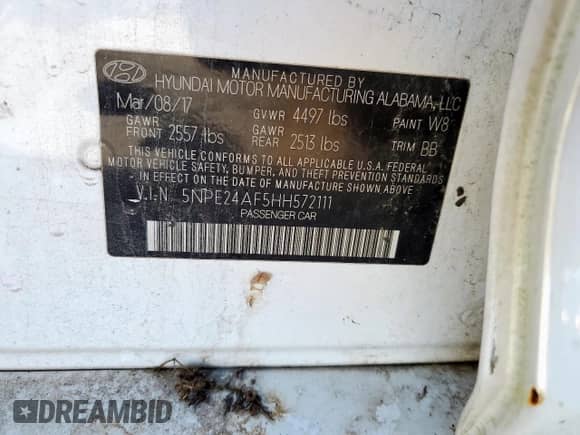 MANUFACTURED BY
HYUNDAI MOTOR MANUFACTURING ALABAMA, LLC
Mar/08/17 GVWR 4497 lbs PAINT W8
GAWR FRONT 2557 lbs GAWR REAR 2513 lbs TRIM BB
THIS VEHICLE CONFORMS TO ALL APPLICABLE U.S.A. FEDERAL
MOTOR VEHICLE SAFETY, BUMPER, AND THEFT PREVENTION STANDARDS
IN EFFECT ON THE DATE OF MANUFACTURE SHOWN ABOVE.
V.I.N. 5NPE24AF5HH572111
PASSENGER CAR
DREAMBID